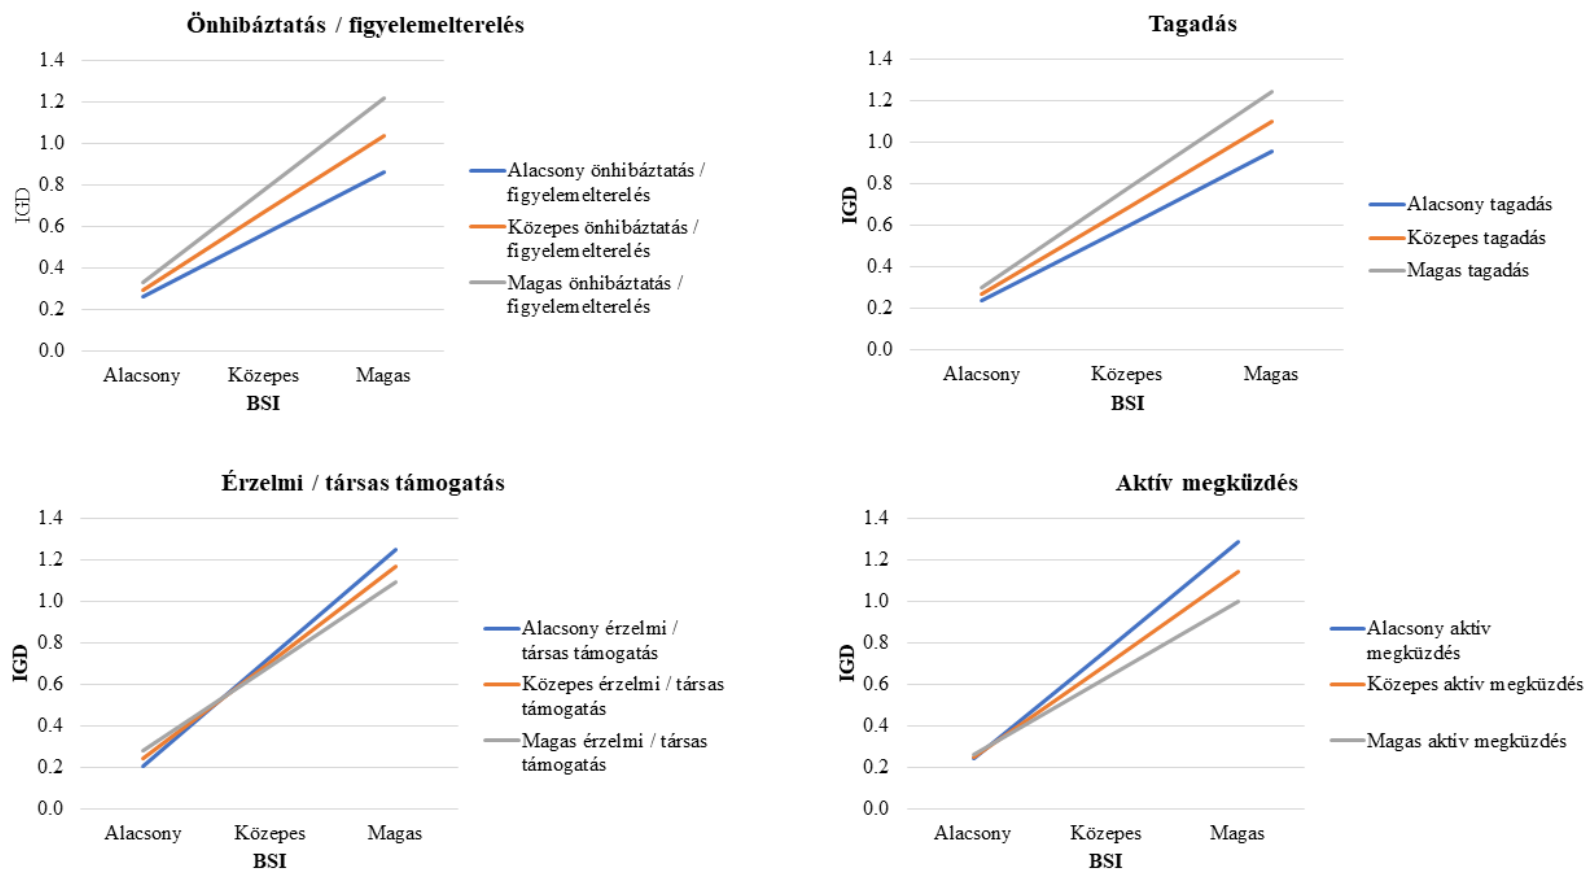 Önhibáztatás / figyelemelterelés
1.4
1.2
1.0
0.8
0.6
0.4
0.2
0.0
IGD
Alacsony Közepes Magas
BSI
Alacsony önhibáztatás /
figyelemelterelés
Közepes önhibáztatás /
figyelemelterelés
Magas önhibáztatás /
figyelemelterelés
Tagadás
1.4
1.2
1.0
0.8
0.6
0.4
0.2
0.0
IGD
Alacsony Közepes Magas
BSI
Alacsony tagadás
Közepes tagadás
Magas tagadás
Érzelmi / társas támogatás
1.4
1.2
1.0
0.8
0.6
0.4
0.2
0.0
IGD
Alacsony Közepes Magas
BSI
Alacsony érzelmi /
társas támogatás
Közepes érzelmi / társas
támogatás
Magas érzelmi / társas
támogatás
Aktív megküzdés
1.4
1.2
1.0
0.8
0.6
0.4
0.2
0.0
IGD
Alacsony Közepes Magas
BSI
Alacsony aktív
megküzdés
Közepes aktív megküzdés
Magas aktív megküzdés